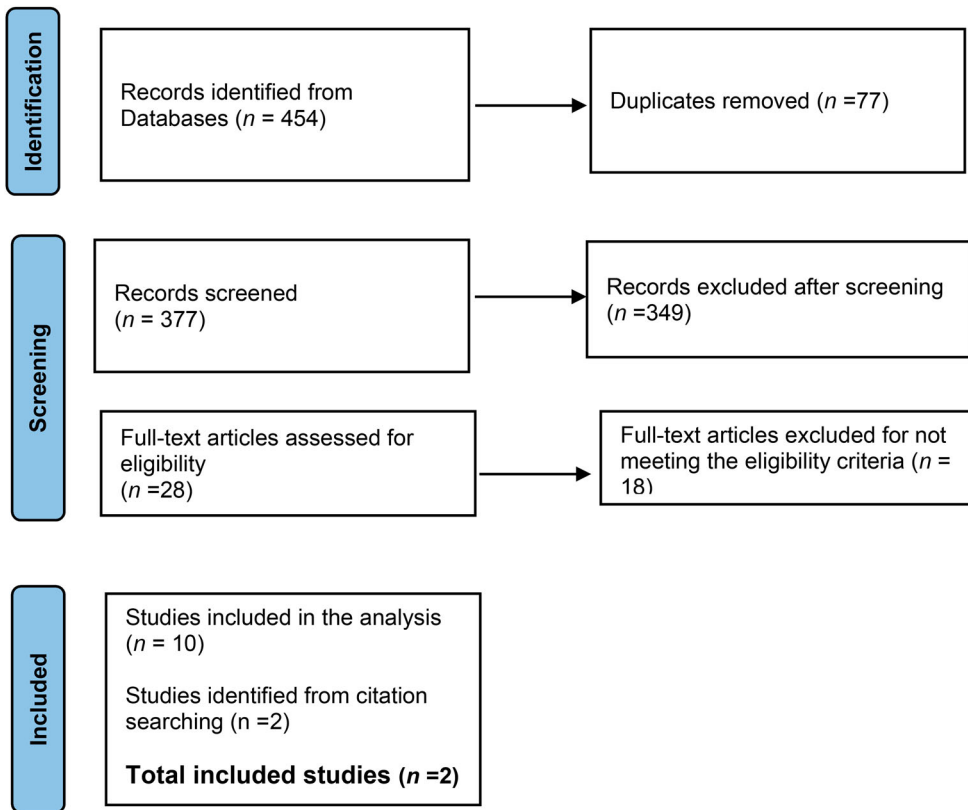 Identification
Records identified from
Databases (n = 454)
Duplicates removed (n =77)
Screening
Records screened
(n = 377)
Records excluded after screening
(n =349)
Full-text articles assessed for
eligibility
(n =28)
Full-text articles excluded for not
meeting the eligibility criteria (n =
18)
Included
Studies included in the analysis
(n = 10)
Studies identified from citation
searching (n =2)
Total included studies (n =2)